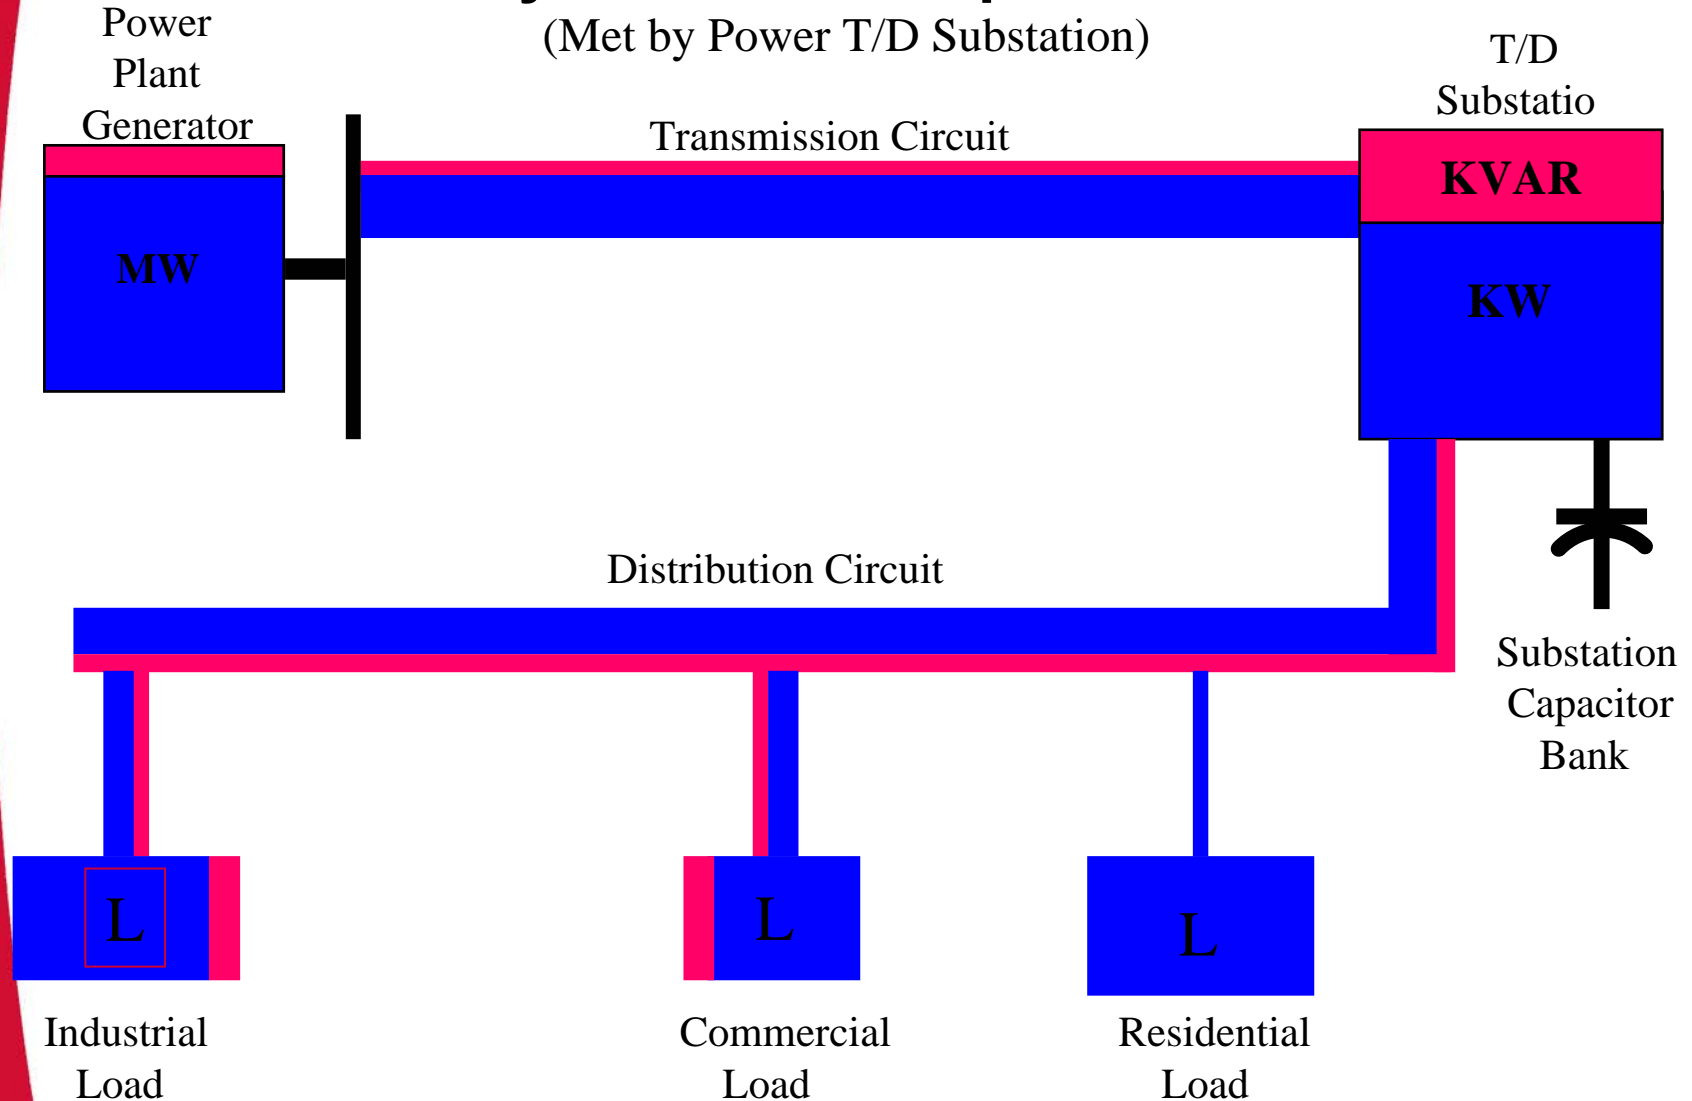 (Met by Power T/D Substation)
Power
Plant
Generator
T/D
Substatio
Transmission Circuit
KVAR
MW
KW
Distribution Circuit
Substation
Capacitor
Bank
L
L
L
Industrial
Load
Commercial
Load
Residential
Load